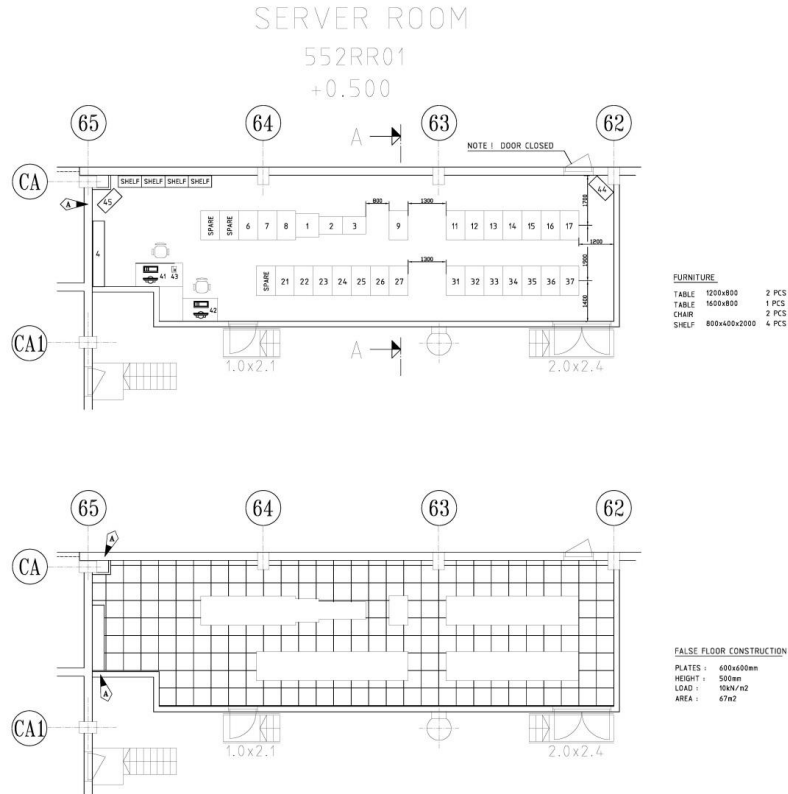 SERVER ROOM
552RR01
+0.500
65
64
A
63
62
NOTE ! DOOR CLOSED
CA
SHELF SHELF SHELF SHELF
45
44
A
800
1300
1700
SPARE SPARE 6 7 8 1 2 3 9 11 12 13 14 15 16 17
1200
4
41 43
1300
1900
SPARE 21 22 23 24 25 26 27 31 32 33 34 35 36 37
42
1400
CA1
A
1.0x2.1
2.0x2.4
FURNITURE
TABLE 1200x800 2 PCS
TABLE 1600x800 1 PCS
CHAIR 2 PCS
SHELF 800x400x2000 4 PCS
65
64
63
62
A
CA
A
CA1
1.0x2.1
2.0x2.4
FALSE FLOOR CONSTRUCTION
PLATES : 600x600mm
HEIGHT : 500mm
LOAD : 10kN/m2
AREA : 67m2